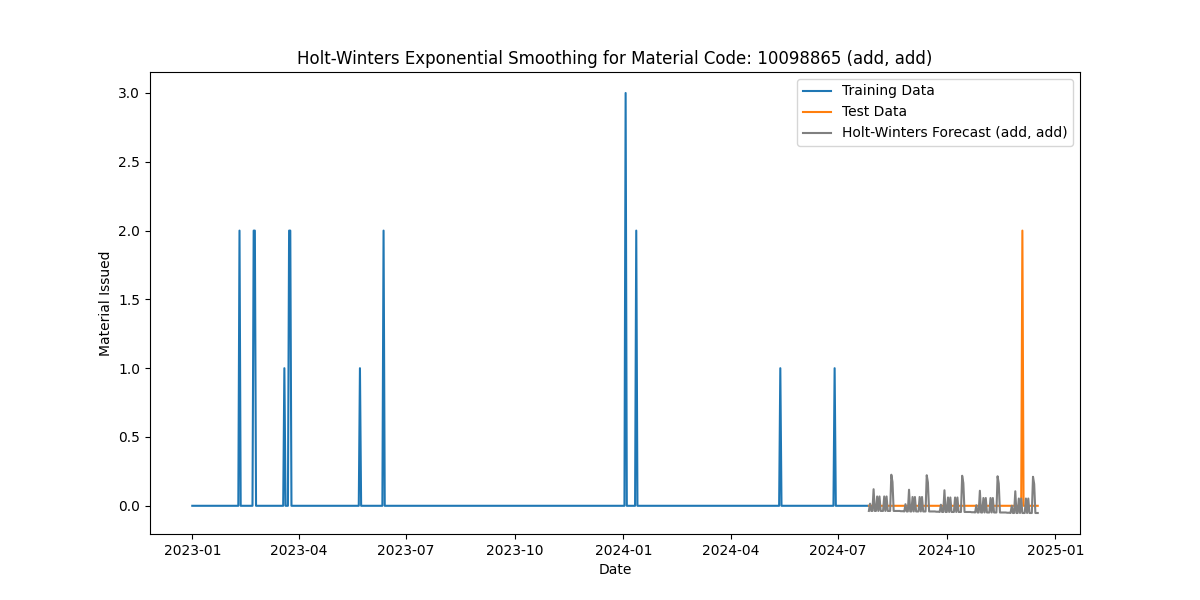 Holt-Winters Exponential Smoothing for Material Code: 10098865 (add, add)
Training Data
Test Data
Holt-Winters Forecast (add, add)
Material Issued
3.0
2.5
2.0
1.5
1.0
0.5
0.0
2023-01
2023-04
2023-07
2023-10
2024-01
2024-04
2024-07
2024-10
2025-01
Date